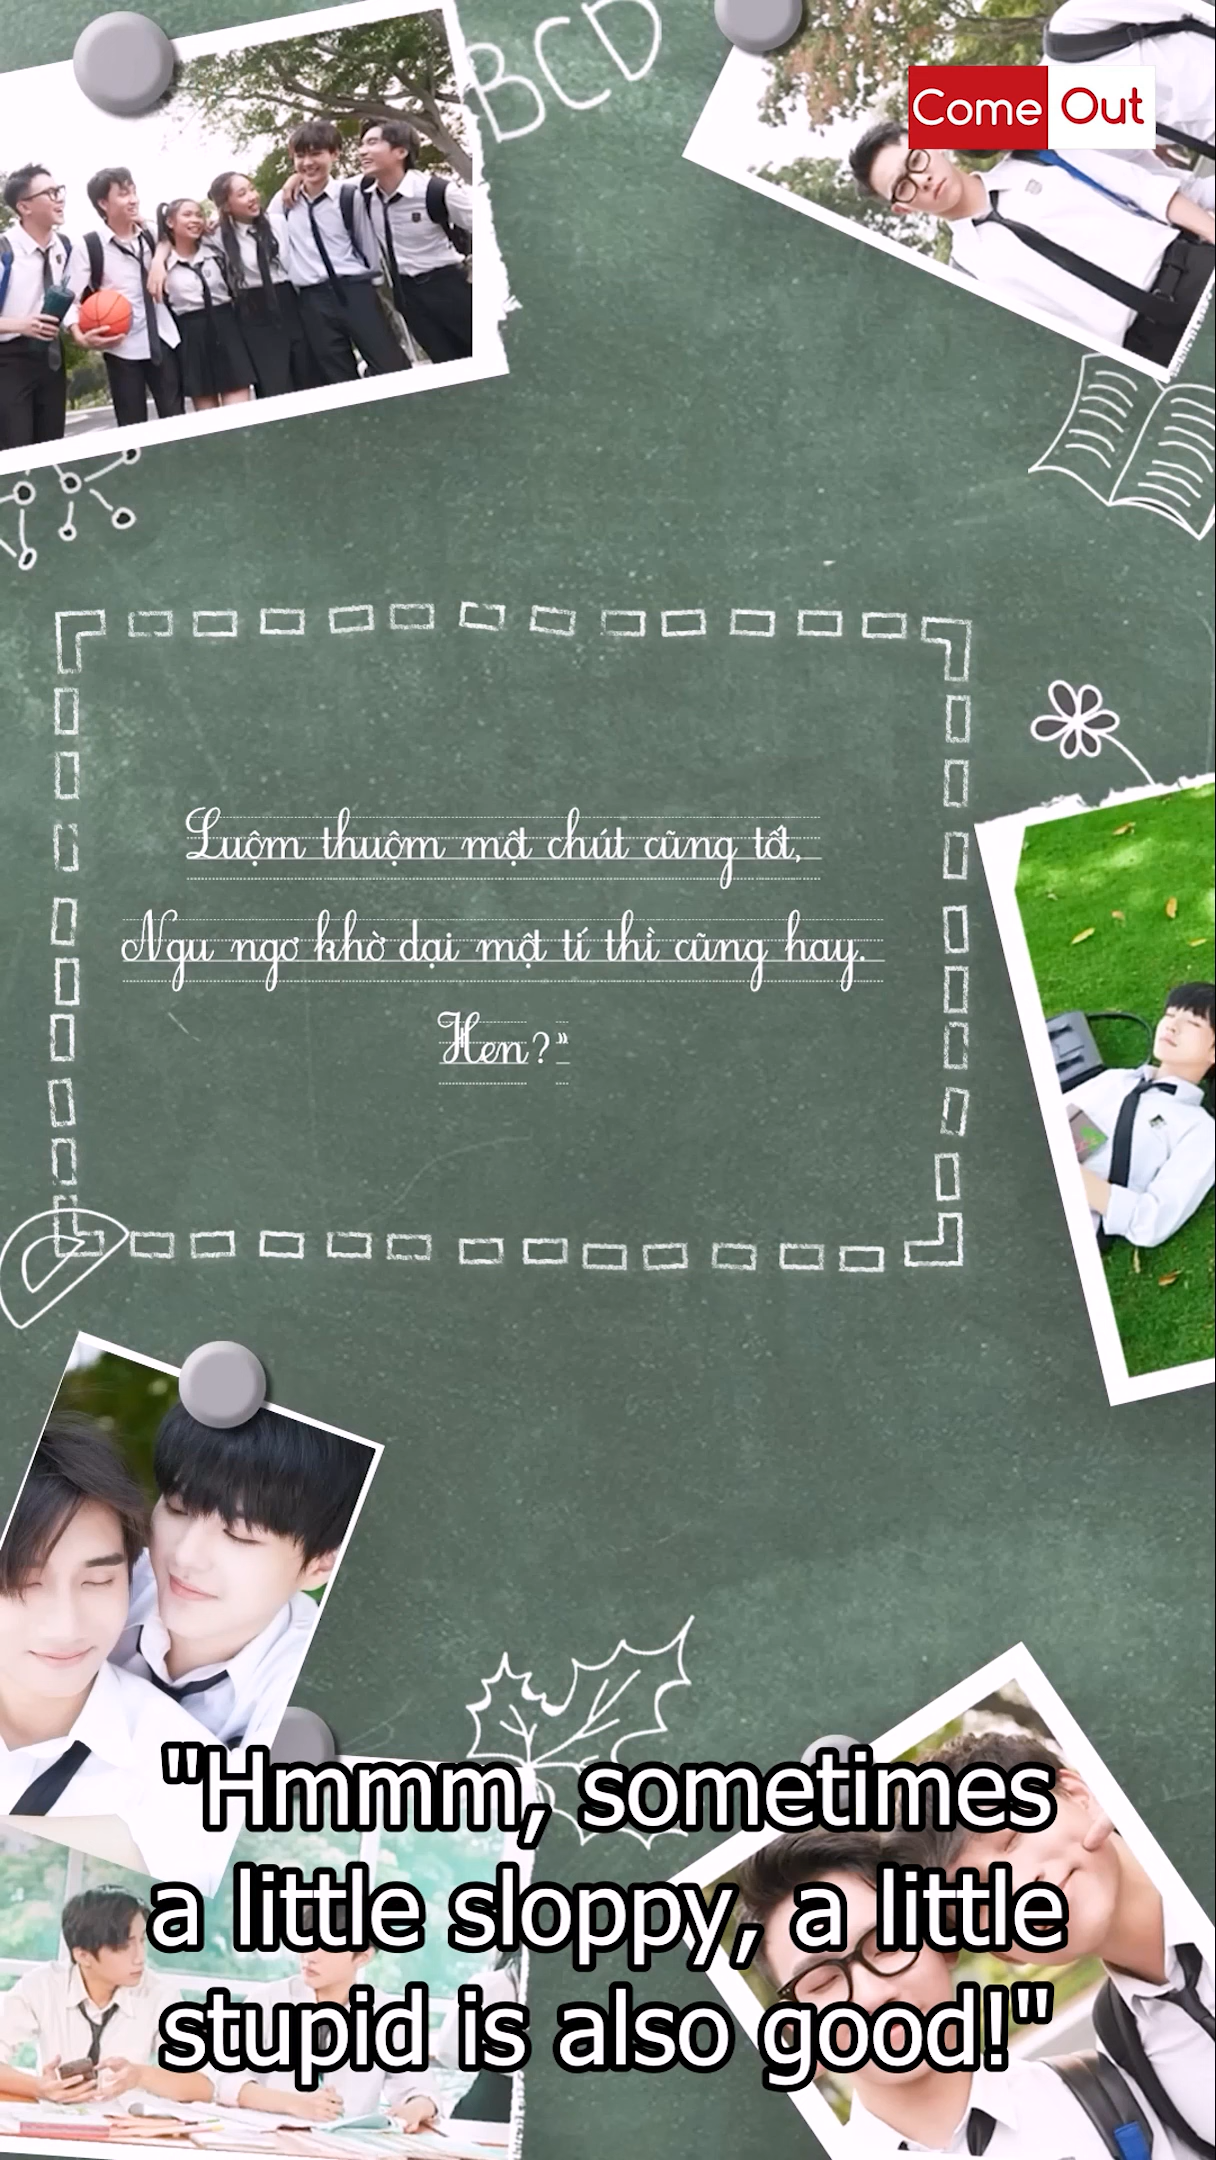 BCD
Come Out
Luộm thuộm một chút cũng tốt,
Ngu ngơ khờ dại một tí thì cũng hay.
Hen?"
"Hmmm, sometimes
a little sloppy, a little
stupid is also good!"